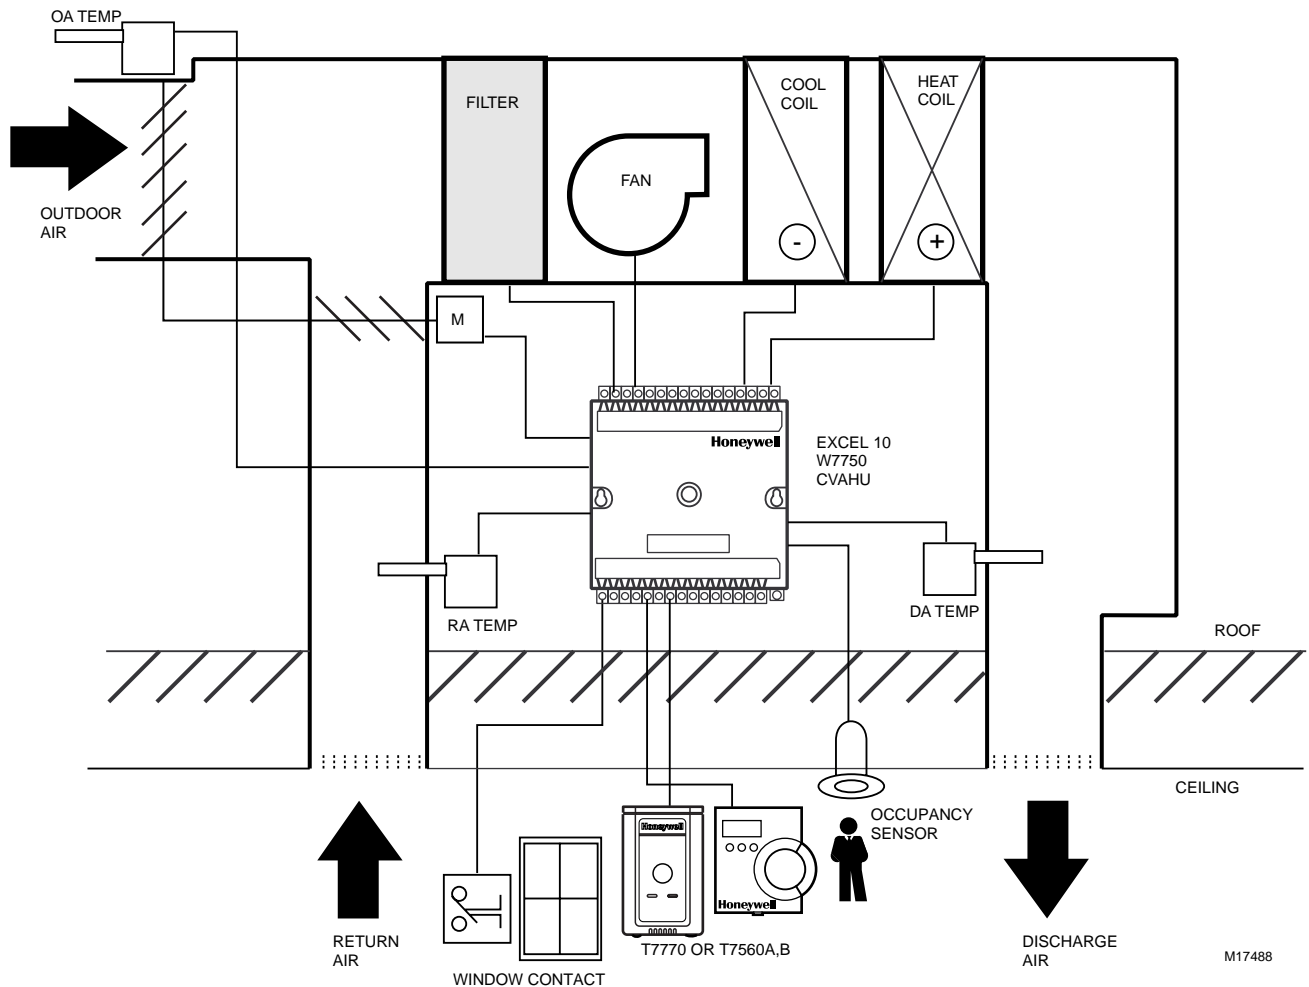 OA TEMP
FILTER
COOL
COIL
HEAT
COIL
FAN
-
+
OUTDOOR
AIR
M
Honeywell
EXCEL 10
W7750
CVAHU
RA TEMP
DA TEMP
ROOF
CEILING
OCCUPANCY
SENSOR
Honeywell
Honeywell
RETURN
AIR
WINDOW CONTACT
T7770 OR T7560A,B
DISCHARGE
AIR
M17488